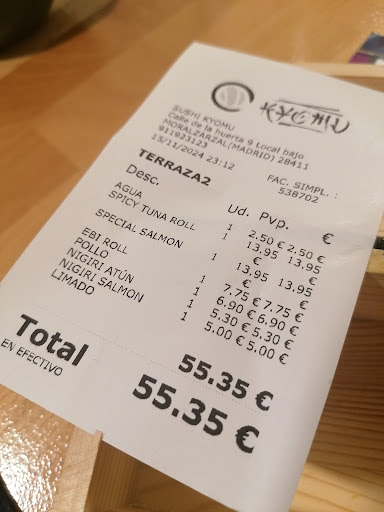 KYOMU
SUSHI KYOMU
Calle de la huerta 9 Local bajo
MORALZARZAL(MADRID) 28411
911923123
15/11/2024 23:12
FAC. SIMPL. :
538702
TERRAZA2
Desc. Ud. Pvp. €
AGUA 1 2.50 € 2.50 €
SPICY TUNA ROLL 1 13.95 € 13.95 €
SPECIAL SALMON 1 13.95 € 13.95 €
EBI ROLL 1 7.75 € 7.75 €
POLLO 1 6.90 € 6.90 €
NIGIRI ATÚN 1 5.30 € 5.30 €
NIGIRI SALMON 1 5.00 € 5.00 €
LIMADO
55.35 €
Total 55.35 €
EN EFECTIVO